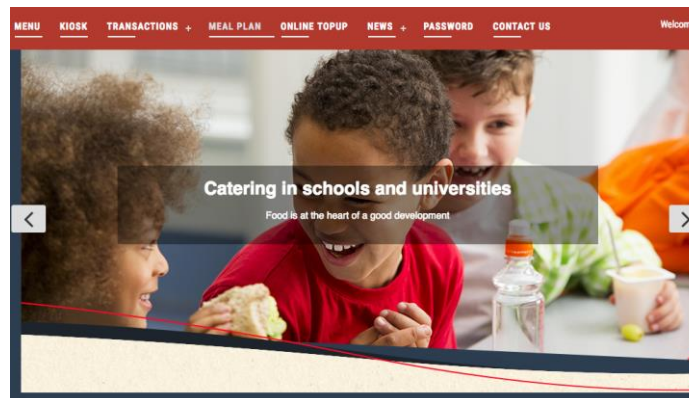 MENU KIOSK TRANSACTIONS + MEAL PLAN ONLINE TOPUP NEWS + PASSWORD CONTACT US
Catering in schools and universities
Food is at the heart of a good development